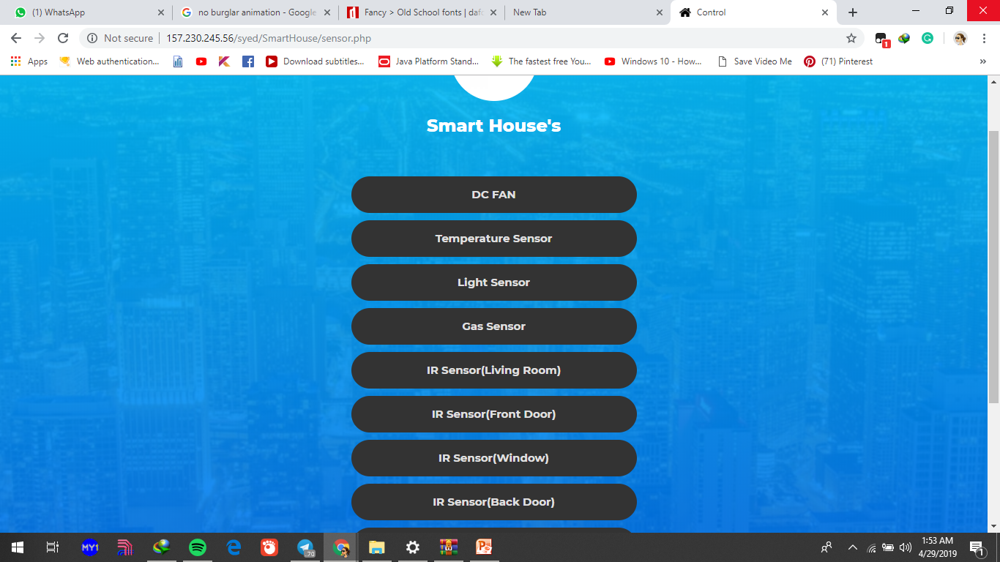 (1) WhatsApp
no burglar animation - Google
Fancy > Old School fonts | dafo
New Tab
Control
Not secure
157.230.245.56/syed/SmartHouse/sensor.php
1
Apps
Web authentication...
Download subtitles...
Java Platform Stand...
The fastest free You...
Windows 10 - How...
Save Video Me
(71) Pinterest
»
Smart House's
DC FAN
Temperature Sensor
Light Sensor
Gas Sensor
IR Sensor(Living Room)
IR Sensor(Front Door)
IR Sensor(Window)
IR Sensor(Back Door)
MY1
70
1:53 AM
4/29/2019
1